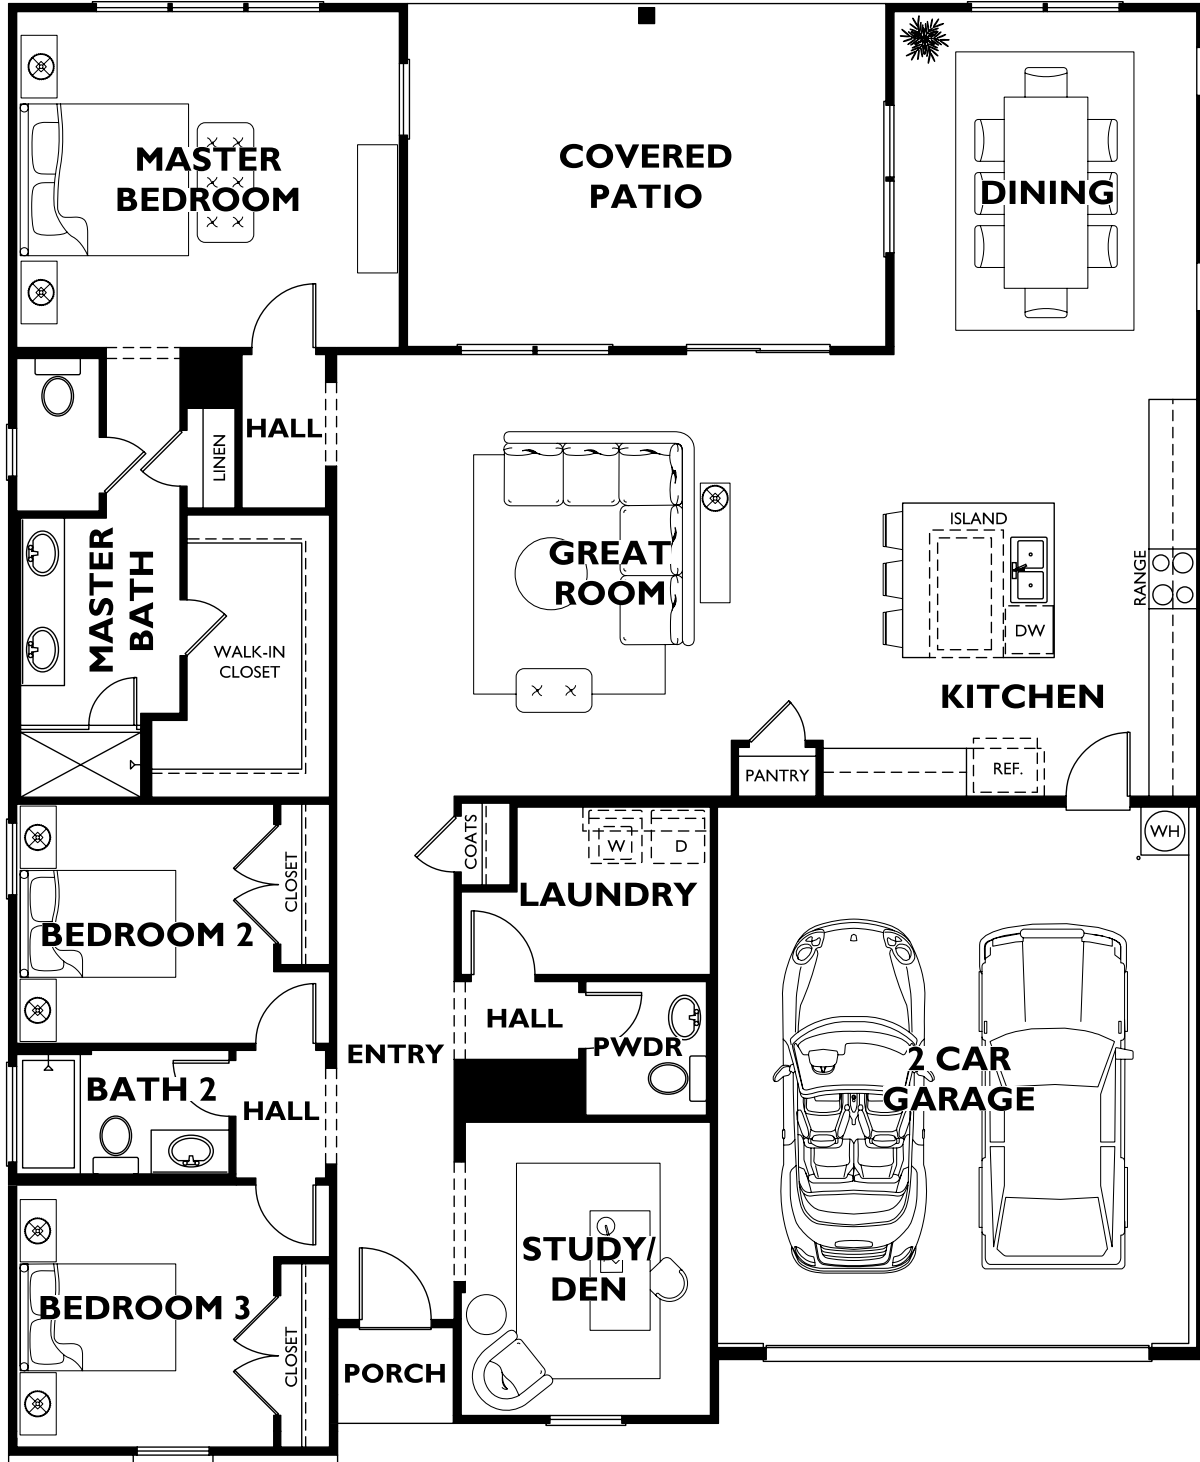 MASTER
BEDROOM
COVERED
PATIO
DINING
HALL
LINEN
MASTER
BATH
WALK-IN
CLOSET
GREAT
ROOM
ISLAND
DW
RANGE
KITCHEN
PANTRY
REF.
WH
COATS
W
D
LAUNDRY
CLOSET
BEDROOM 2
HALL
PWDR
ENTRY
BATH 2
HALL
2 CAR
GARAGE
STUDY/
DEN
BEDROOM 3
CLOSET
PORCH